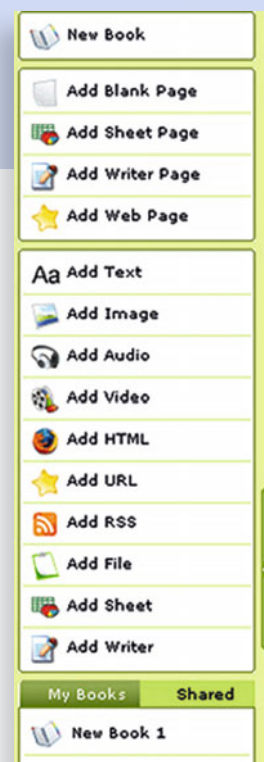 New Book
Add Blank Page
Add Sheet Page
Add Writer Page
Add Web Page
Aa Add Text
Add Image
Add Audio
Add Video
Add HTML
Add URL
Add RSS
Add File
Add Sheet
Add Writer
My Books Shared
New Book 1